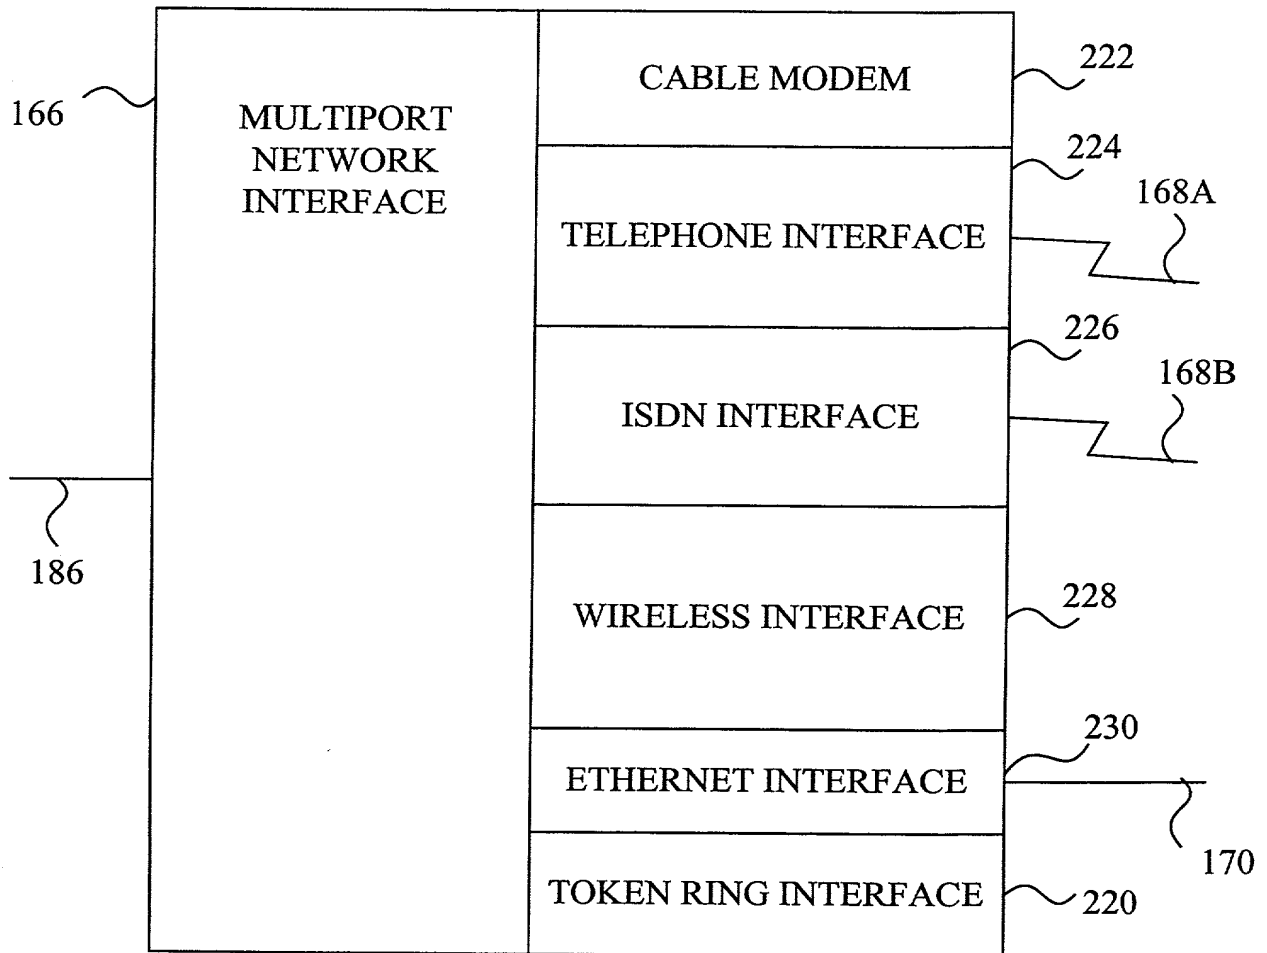 166
MULTIPORT
NETWORK
INTERFACE
186
CABLE MODEM
222
224
TELEPHONE INTERFACE
168A
226
ISDN INTERFACE
168B
WIRELESS INTERFACE
228
230
ETHERNET INTERFACE
170
TOKEN RING INTERFACE
220